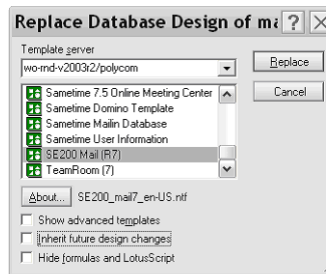 Replace Database Design of ma
Template server
wo-rnd-v2003r2/polycom
Replace
Cancel
Sametime 7.5 Online Meeting Center
Sametime Domino Template
Sametime Mailin Database
Sametime User Information
SE200 Mail (R7)
TeamRoom (7)
About... SE200_mail7_en-US.ntf
Show advanced templates
Inherit future design changes
Hide formulas and LotusScript